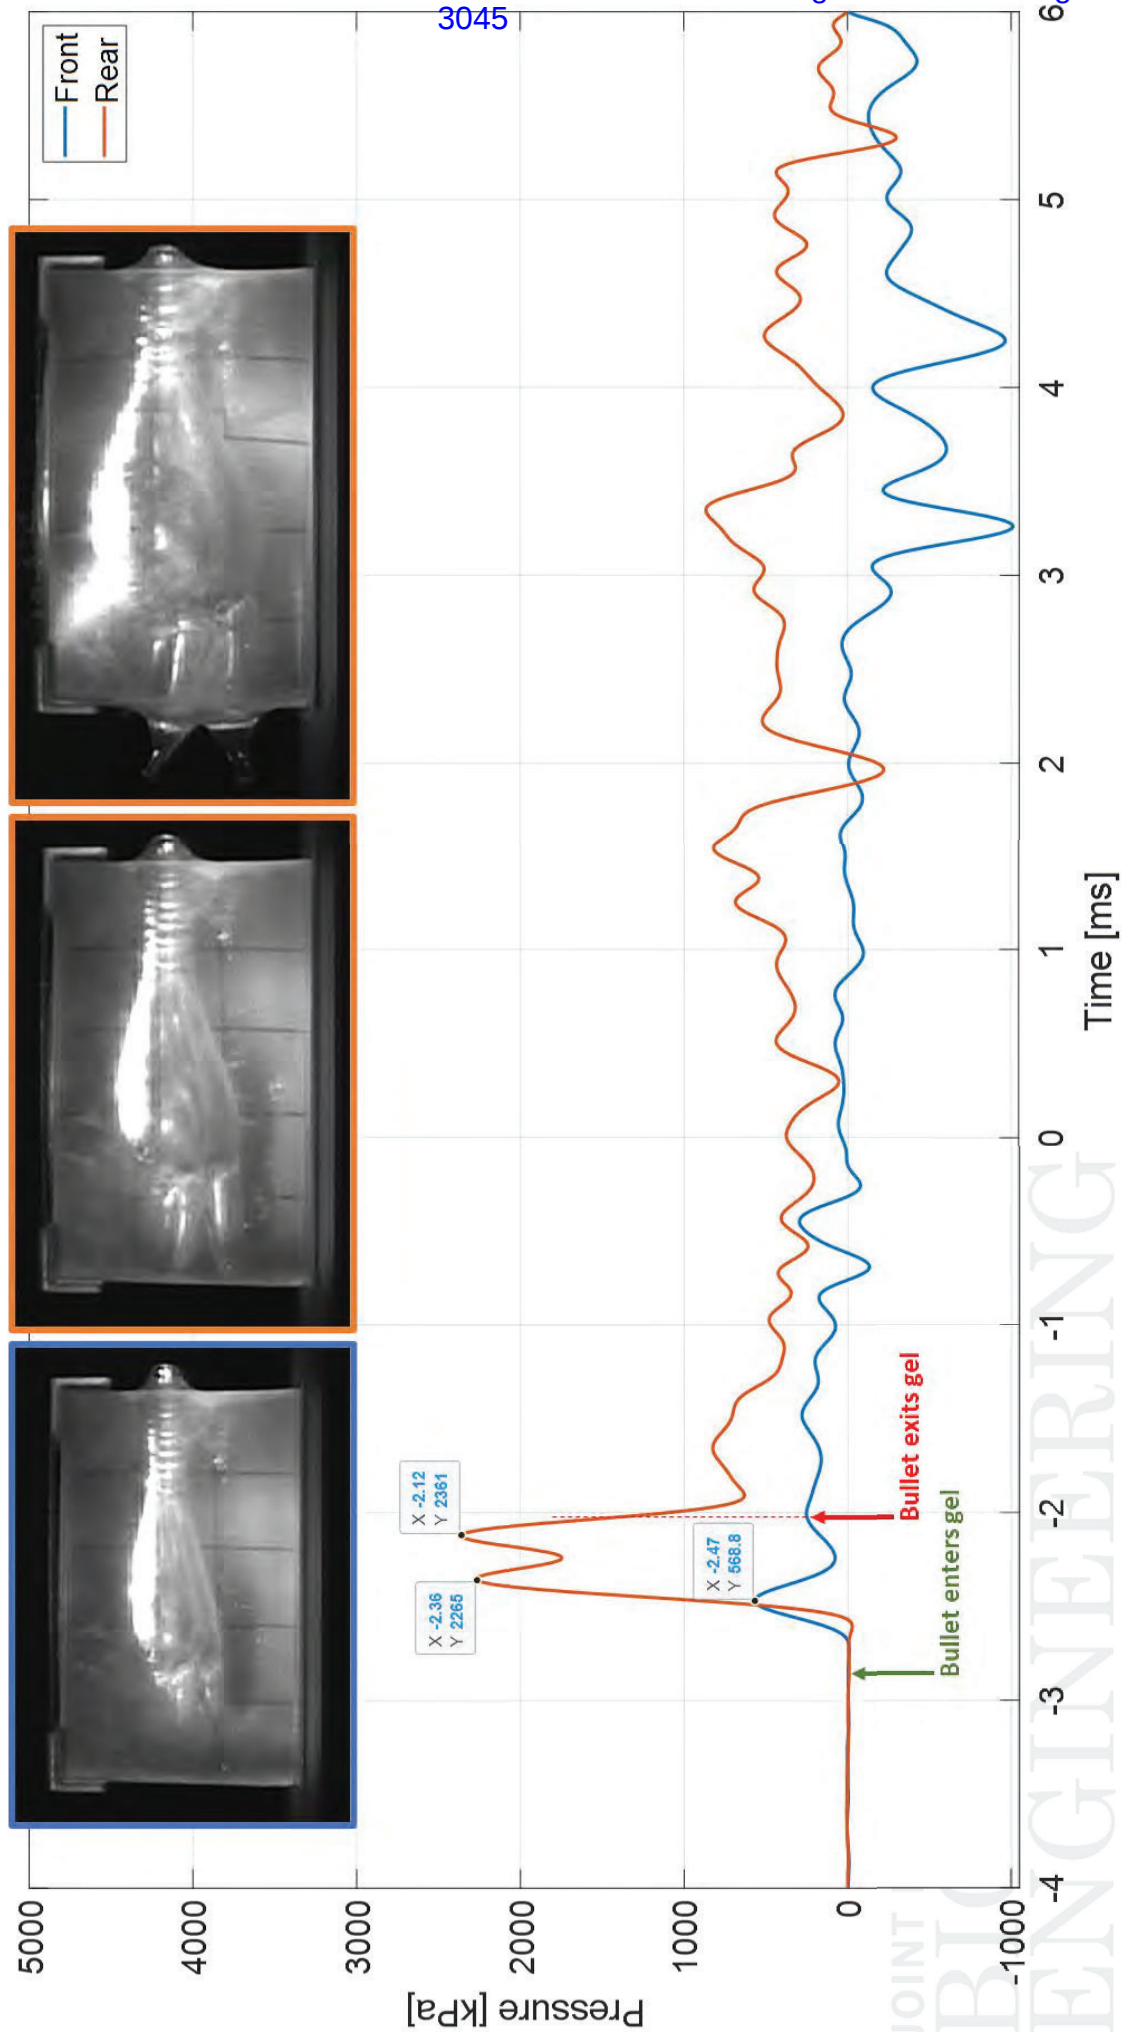 3045
Front
Rear
5000
4000
3000
2000
1000
0
-1000
Pressure [kPa]
X -2.36
Y 2265
X -2.12
Y 2361
X -2.47
Y 568.8
Bullet enters gel
Bullet exits gel
-4
-3
-2
-1
0
1
2
3
4
5
6
Time [ms]
JOINT
ENGINEERING